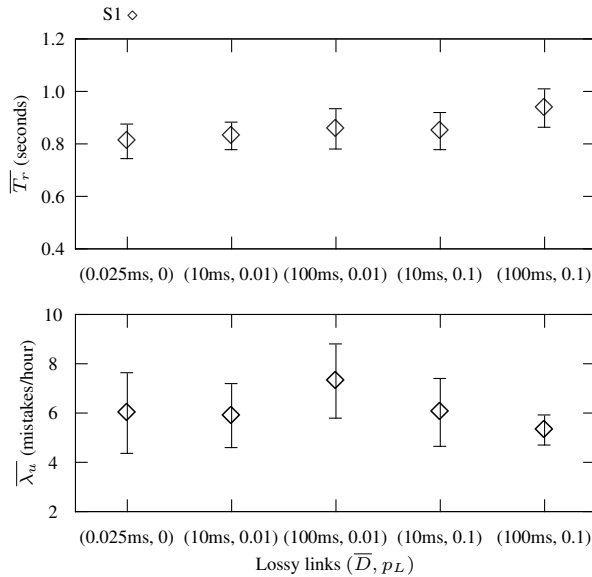 S1
1.2
1.0
0.8
0.6
0.4
T̅r (seconds)
(0.025ms, 0) (10ms, 0.01) (100ms, 0.01) (10ms, 0.1) (100ms, 0.1)
10
8
6
4
2
λ̅u (mistakes/hour)
(0.025ms, 0) (10ms, 0.01) (100ms, 0.01) (10ms, 0.1) (100ms, 0.1)
Lossy links (D̅, pL)